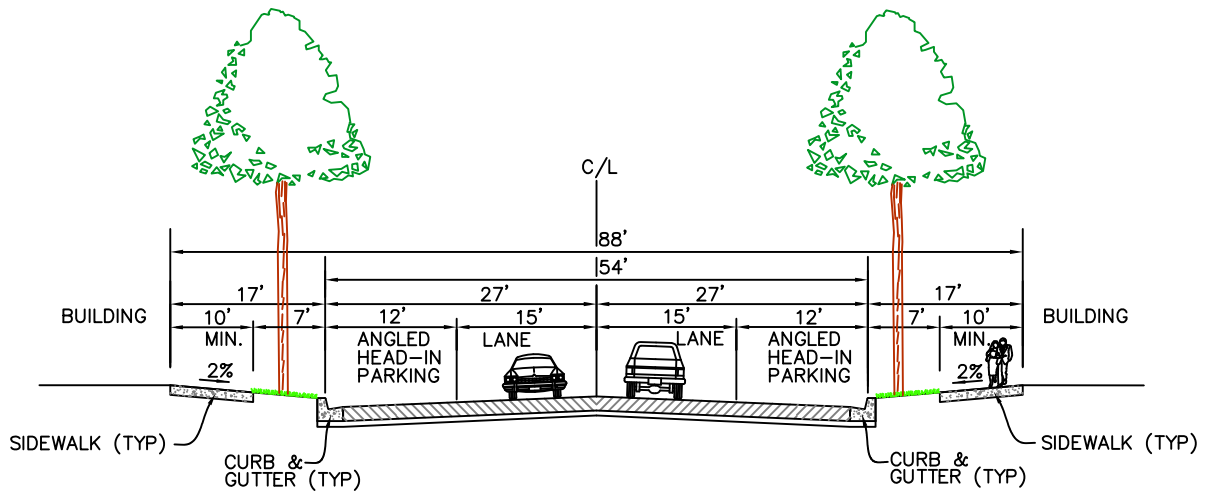 C/L
88'
54'
17' 27' 27' 17'
BUILDING 10' 7' 12' 15' 15' 12' 7' 10' BUILDING
MIN. ANGLED LANE LANE ANGLED MIN.
HEAD-IN HEAD-IN
PARKING PARKING
2% 2%
SIDEWALK (TYP) SIDEWALK (TYP)
CURB & CURB &
GUTTER (TYP) GUTTER (TYP)